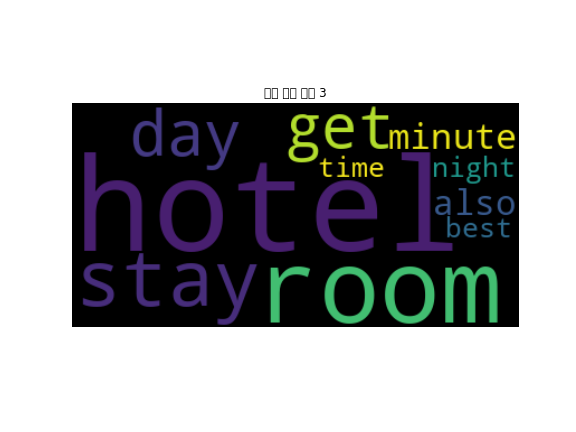 3
day get minute
time night
hotel also
best
stay room